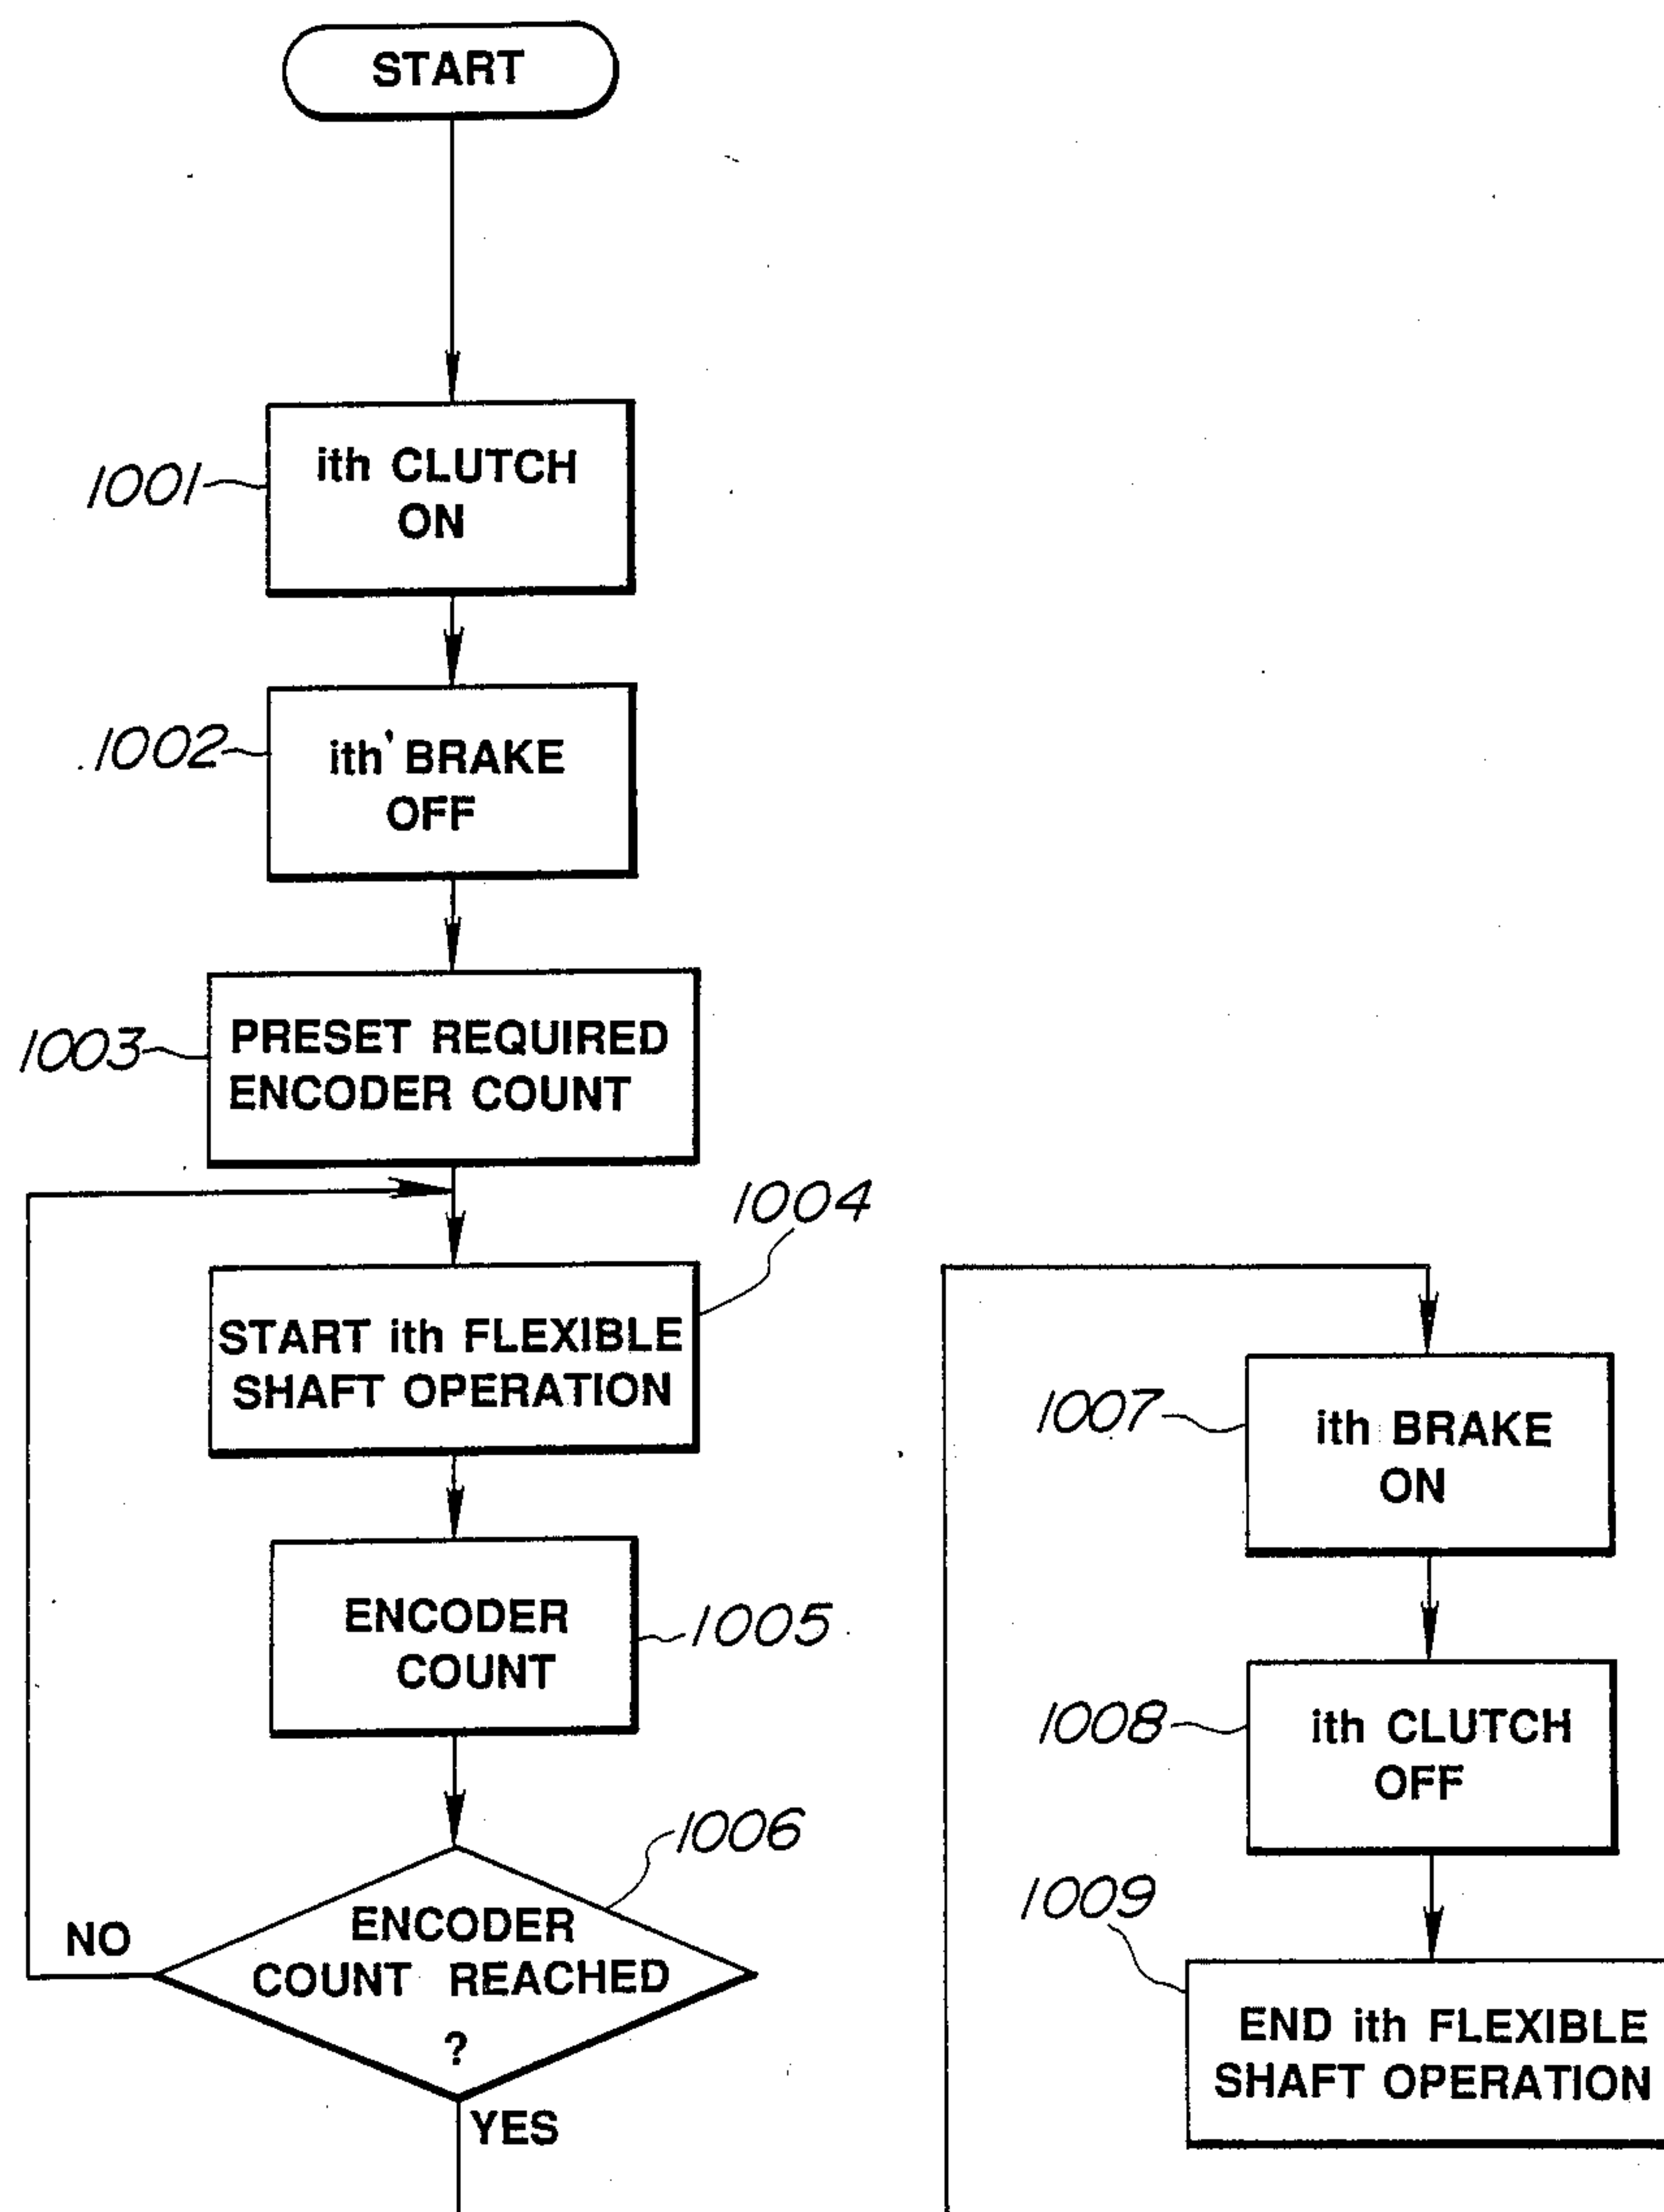 START
1001
ith CLUTCH
ON
1002
ith BRAKE
OFF
1003
PRESET REQUIRED
ENCODER COUNT
1004
START ith FLEXIBLE
SHAFT OPERATION
ENCODER
COUNT
1005
1006
ENCODER
COUNT REACHED
?
NO
YES
1007
ith BRAKE
ON
1008
ith CLUTCH
OFF
1009
END ith FLEXIBLE
SHAFT OPERATION